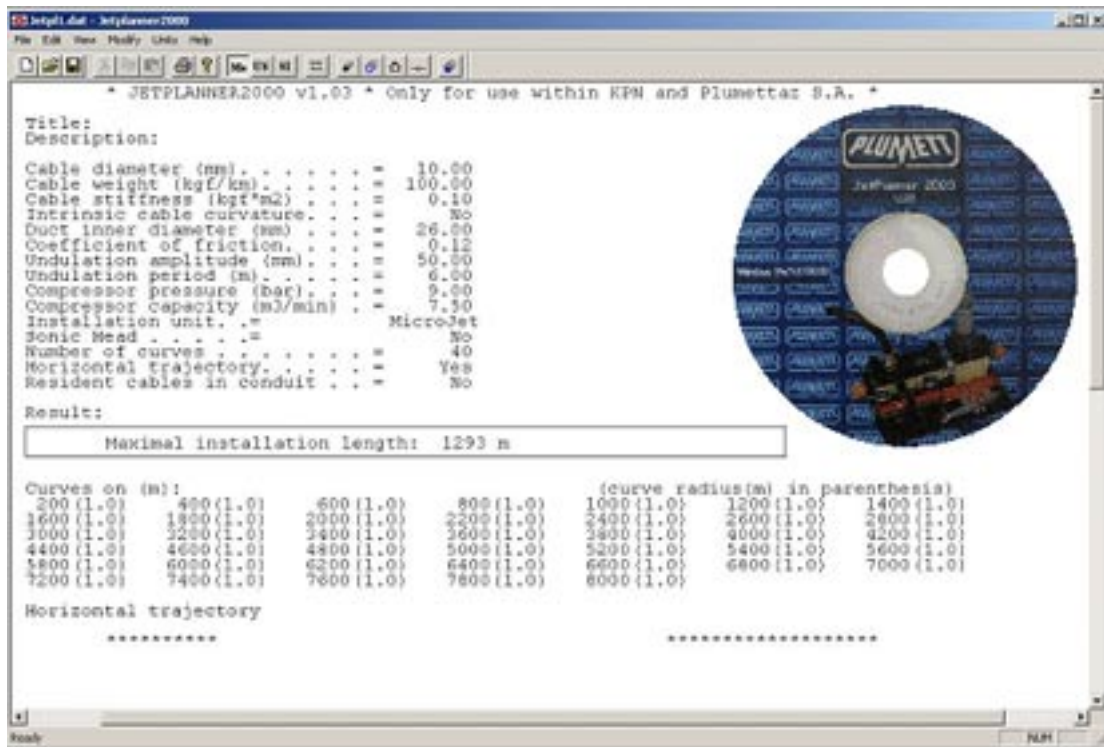 Jetpl1.dat - Jetplanner2000
File Edit View Modify Units Help
* JETPLANNER2000 v1.03 * Only for use within KPN and Plumettaz S.A. *
Title:
Description:
Cable diameter (mm). . . . . . = 10.00
Cable weight (kgf/km). . . . . = 100.00
Cable stiffness (kgf*m2) . . . = 0.10
Intrinsic cable curvature. . . = No
Duct inner diameter (mm) . . . = 26.00
Coefficient of friction. . . . = 0.12
Undulation amplitude (mm). . . = 50.00
Undulation period (m). . . . . = 6.00
Compressor pressure (bar). . . = 9.00
Compressor capacity (m3/min) . = 7.50
Installation unit. .= MicroJet
Sonic Head . . . . .= No
Number of curves . . . . . . . = 40
Horizontal trajectory. . . . . = Yes
Resident cables in conduit . . = No
PLUMETT
JetPlanner 2000
Result:
Maximal installation length: 1293 m
Curves on (m): (curve radius(m) in parenthesis)
200(1.0) 400(1.0) 600(1.0) 800(1.0) 1000(1.0) 1200(1.0) 1400(1.0)
1600(1.0) 1800(1.0) 2000(1.0) 2200(1.0) 2400(1.0) 2600(1.0) 2800(1.0)
3000(1.0) 3200(1.0) 3400(1.0) 3600(1.0) 3800(1.0) 4000(1.0) 4200(1.0)
4400(1.0) 4600(1.0) 4800(1.0) 5000(1.0) 5200(1.0) 5400(1.0) 5600(1.0)
5800(1.0) 6000(1.0) 6200(1.0) 6400(1.0) 6600(1.0) 6800(1.0) 7000(1.0)
7200(1.0) 7400(1.0) 7600(1.0) 7800(1.0) 8000(1.0)
Horizontal trajectory
********** *******************
Ready NUM